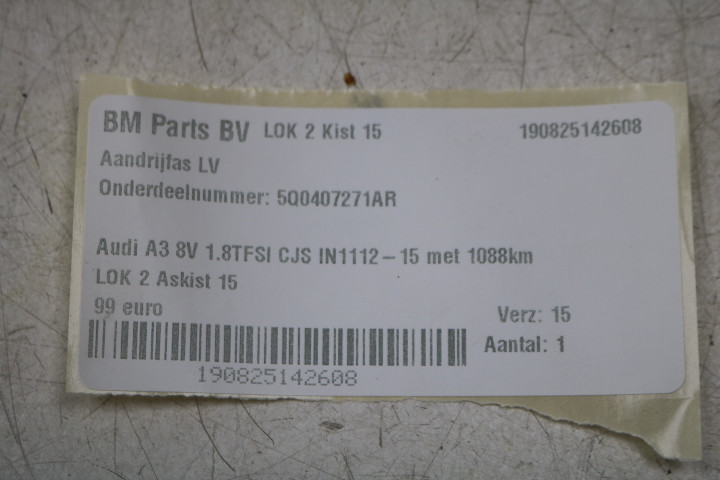 BM Parts BV LOK 2 Kist 15 190825142608
Aandrijfas LV
Onderdeelnummer: 5Q0407271AR
Audi A3 8V 1.8TFSI CJS IN1112-15 met 1088km
LOK 2 Askist 15
99 euro
Verz: 15
Aantal: 1
190825142608